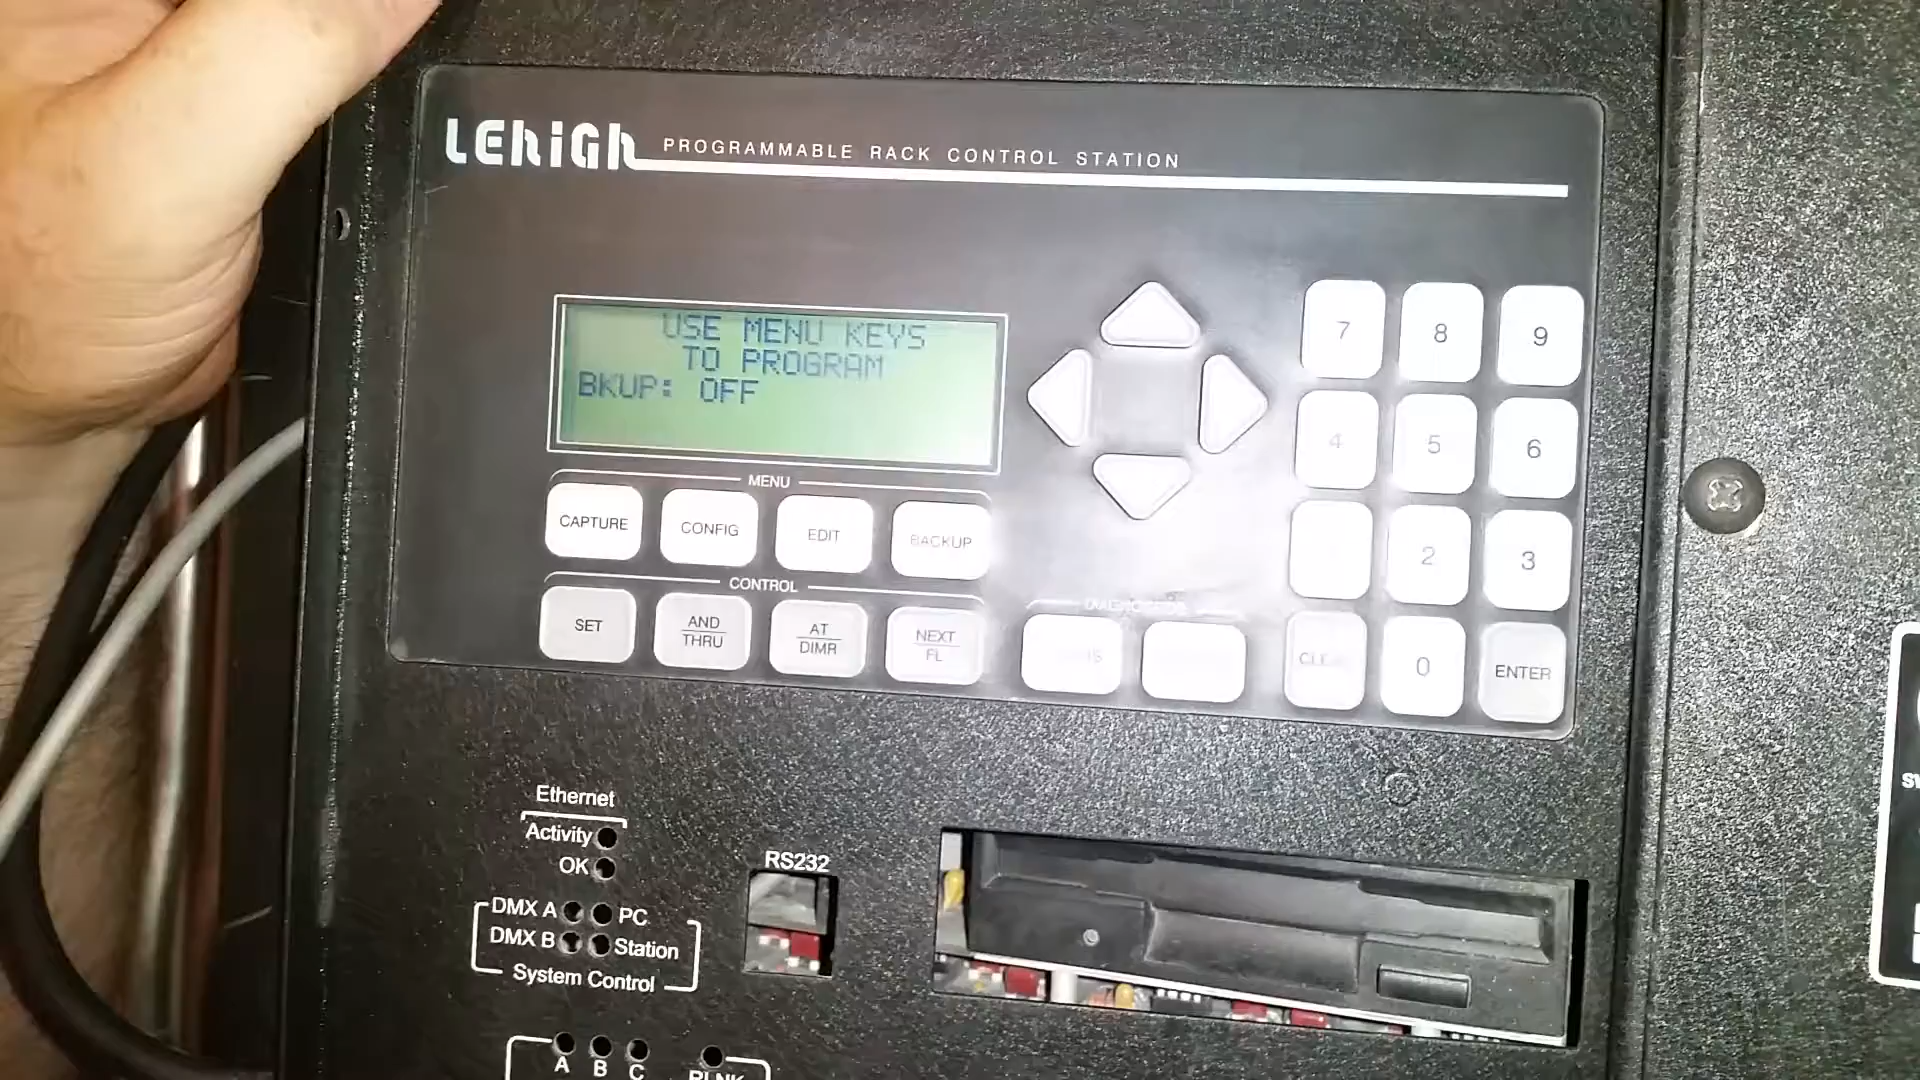 LEhiGh PROGRAMMABLE RACK CONTROL STATION
USE MENU KEYS
TO PROGRAM
BKUP: OFF
MENU
CAPTURE CONFIG EDIT BACKUP
CONTROL
SET AND THRU AT DIMR NEXT FL
7 8 9
4 5 6
2 3
0 ENTER
Ethernet
Activity
OK
DMX A PC
DMX B Station
System Control
RS232
A B C